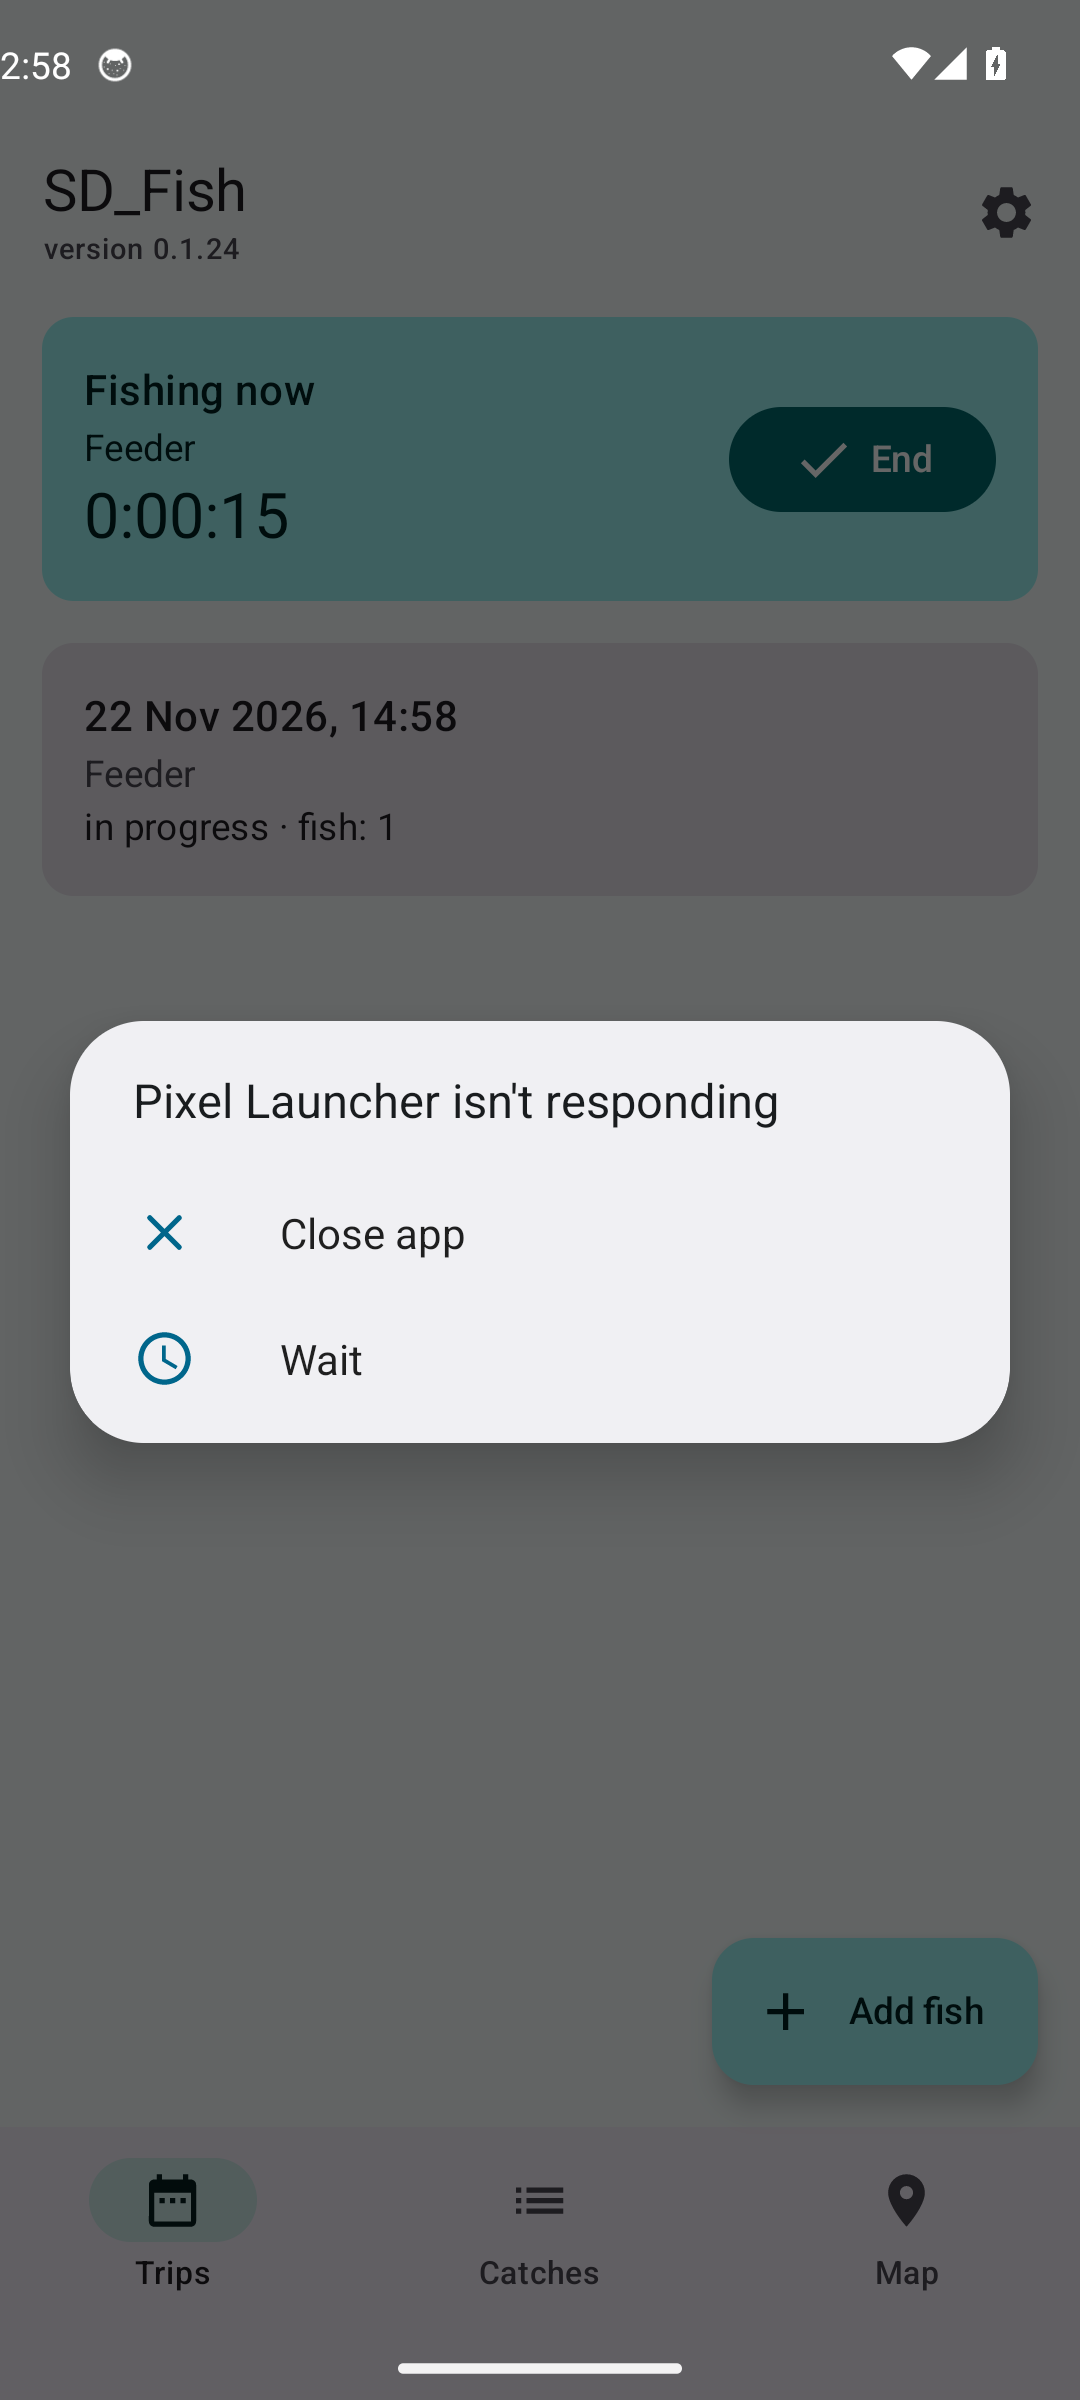 2:58
SD_Fish
version 0.1.24
Fishing now
Feeder
0:00:15
End
22 Nov 2026, 14:58
Feeder
in progress · fish: 1
Pixel Launcher isn't responding
Close app
Wait
Add fish
Trips
Catches
Map